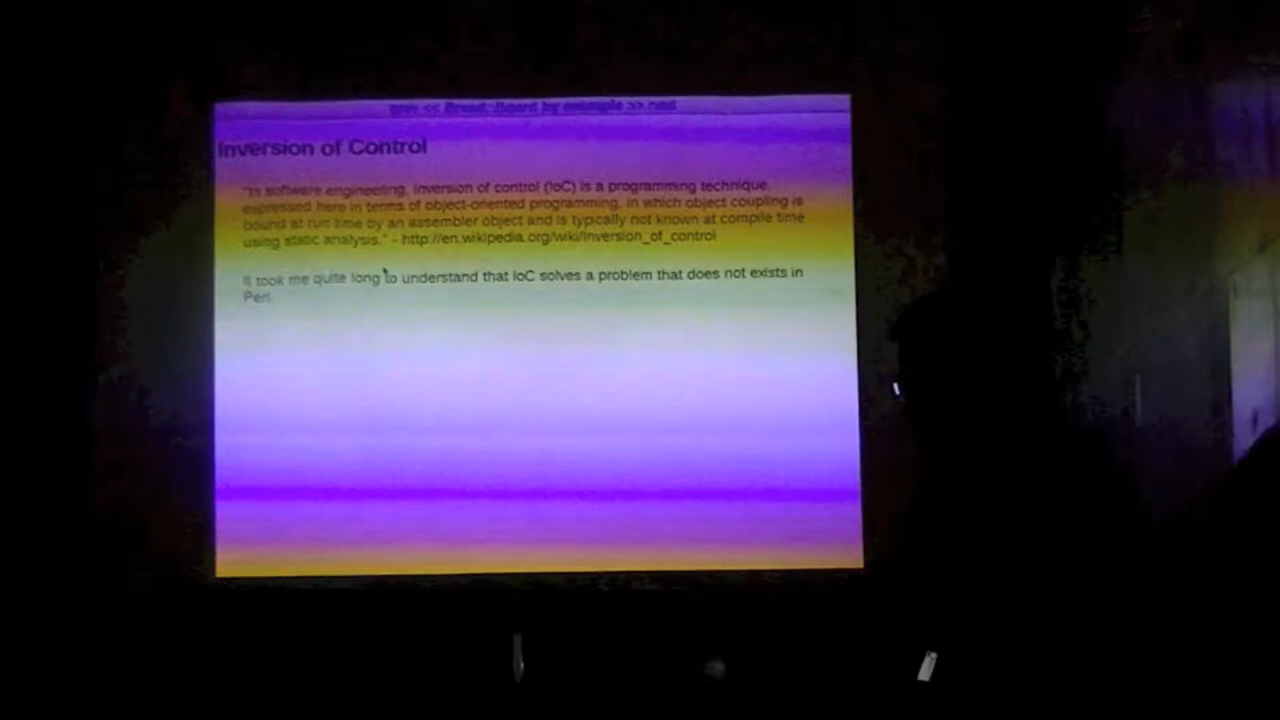 prev << Bread::Board by example >> next
Inversion of Control
"In software engineering, Inversion of control (IoC) is a programming technique,
expressed here in terms of object-oriented programming, in which object coupling is
bound at run time by an assembler object and is typically not known at compile time
using static analysis." - http://en.wikipedia.org/wiki/Inversion_of_control
It took me quite long to understand that IoC solves a problem that does not exists in
Perl.